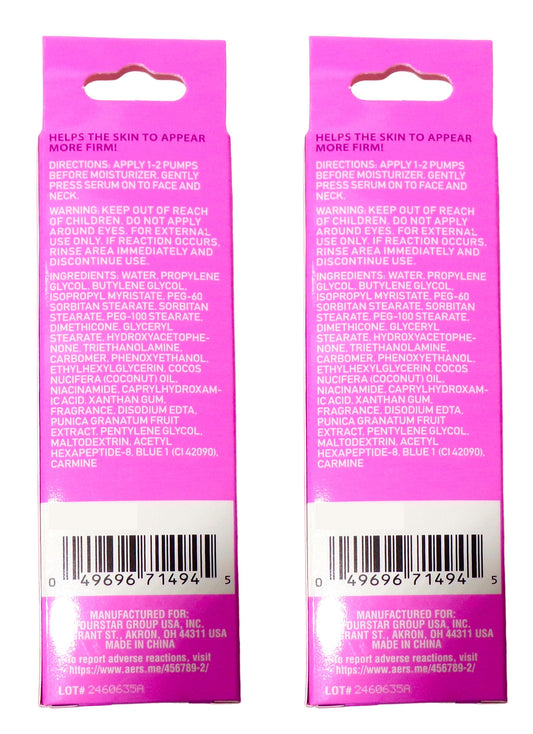 HELPS THE SKIN TO APPEAR
MORE FIRM!
DIRECTIONS: APPLY 1-2 PUMPS
BEFORE MOISTURIZER. GENTLY
PRESS SERUM ON TO FACE AND
NECK.
WARNING: KEEP OUT OF REACH
OF CHILDREN. DO NOT APPLY
AROUND EYES. FOR EXTERNAL
USE ONLY. IF REACTION OCCURS,
RINSE AREA IMMEDIATELY AND
DISCONTINUE USE.
INGREDIENTS: WATER, PROPYLENE
GLYCOL, BUTYLENE GLYCOL,
ISOPROPYL MYRISTATE, PEG-60
SORBITAN STEARATE, SORBITAN
STEARATE, PEG-100 STEARATE,
DIMETHICONE, GLYCERYL
STEARATE, HYDROXYACETOPHE-
NONE, TRIETHANOLAMINE,
CARBOMER, PHENOXYETHANOL,
ETHYLHEXYLGLYCERIN, COCOS
NUCIFERA (COCONUT) OIL,
NIACINAMIDE, CAPRYLHYDROXAM-
IC ACID, XANTHAN GUM,
FRAGRANCE, DISODIUM EDTA,
PUNICA GRANATUM FRUIT
EXTRACT, PENTYLENE GLYCOL,
MALTODEXTRIN, ACETYL
HEXAPEPTIDE-8, BLUE 1 (CI 42090),
CARMINE
0 49696 71494 5
MANUFACTURED FOR:
OURSTAR GROUP USA, INC.
RANT ST., AKRON, OH 44311 USA
MADE IN CHINA
To report adverse reactions, visit
https://www.aers.com/456789-2/
LOT# 2460635A
HELPS THE SKIN TO APPEAR
MORE FIRM!
DIRECTIONS: APPLY 1-2 PUMPS
BEFORE MOISTURIZER. GENTLY
PRESS SERUM ON TO FACE AND
NECK.
WARNING: KEEP OUT OF REACH
OF CHILDREN. DO NOT APPLY
AROUND EYES. FOR EXTERNAL
USE ONLY. IF REACTION OCCURS,
RINSE AREA IMMEDIATELY AND
DISCONTINUE USE.
INGREDIENTS: WATER, PROPYLENE
GLYCOL, BUTYLENE GLYCOL,
ISOPROPYL MYRISTATE, PEG-60
SORBITAN STEARATE, SORBITAN
STEARATE, PEG-100 STEARATE,
DIMETHICONE, GLYCERYL
STEARATE, HYDROXYACETOPHE-
NONE, TRIETHANOLAMINE,
CARBOMER, PHENOXYETHANOL,
ETHYLHEXYLGLYCERIN, COCOS
NUCIFERA (COCONUT) OIL,
NIACINAMIDE, CAPRYLHYDROXAM-
IC ACID, XANTHAN GUM,
FRAGRANCE, DISODIUM EDTA,
PUNICA GRANATUM FRUIT
EXTRACT, PENTYLENE GLYCOL,
MALTODEXTRIN, ACETYL
HEXAPEPTIDE-8, BLUE 1 (CI 42090),
CARMINE
0 49696 71494 5
MANUFACTURED FOR:
OURSTAR GROUP USA, INC.
RANT ST., AKRON, OH 44311 USA
MADE IN CHINA
To report adverse reactions, visit
https://www.aers.com/456789-2/
LOT# 2460635A